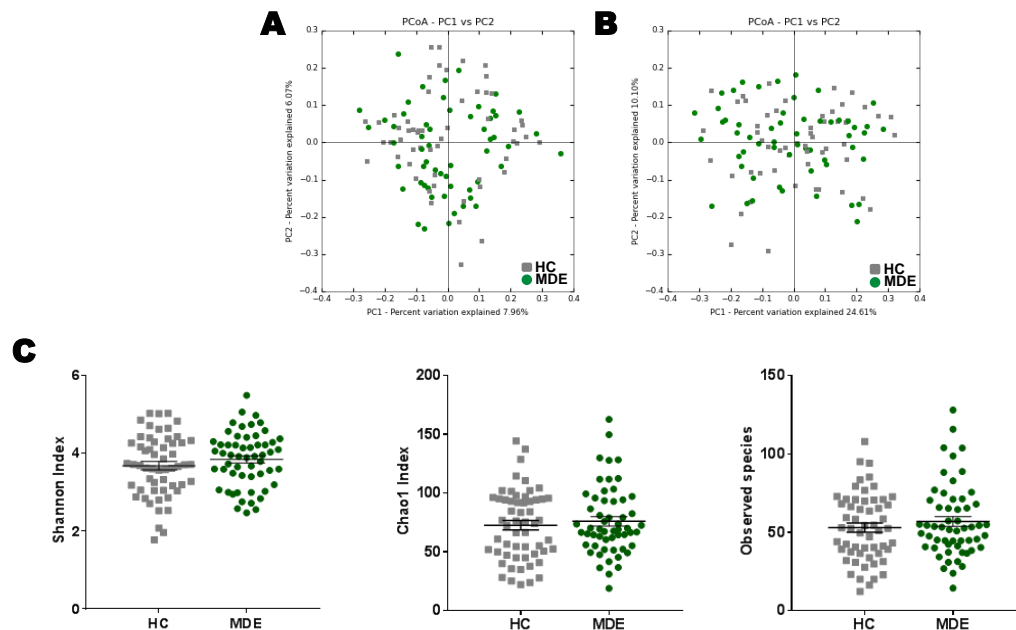 A
PCoA - PC1 vs PC2
0.3
0.2
0.1
0.0
−0.1
−0.2
−0.3
−0.4
PC2 - Percent variation explained 6.07%
−0.4 −0.3 −0.2 −0.1 0.0 0.1 0.2 0.3 0.4
PC1 - Percent variation explained 7.96%
HC
MDE
B
PCoA - PC1 vs PC2
0.3
0.2
0.1
0.0
−0.1
−0.2
−0.3
−0.4
PC2 - Percent variation explained 10.10%
−0.4 −0.3 −0.2 −0.1 0.0 0.1 0.2 0.3 0.4
PC1 - Percent variation explained 24.61%
HC
MDE
C
6
4
2
0
Shannon Index
HC MDE
200
150
100
50
0
Chao1 Index
HC MDE
150
100
50
0
Observed species
HC MDE